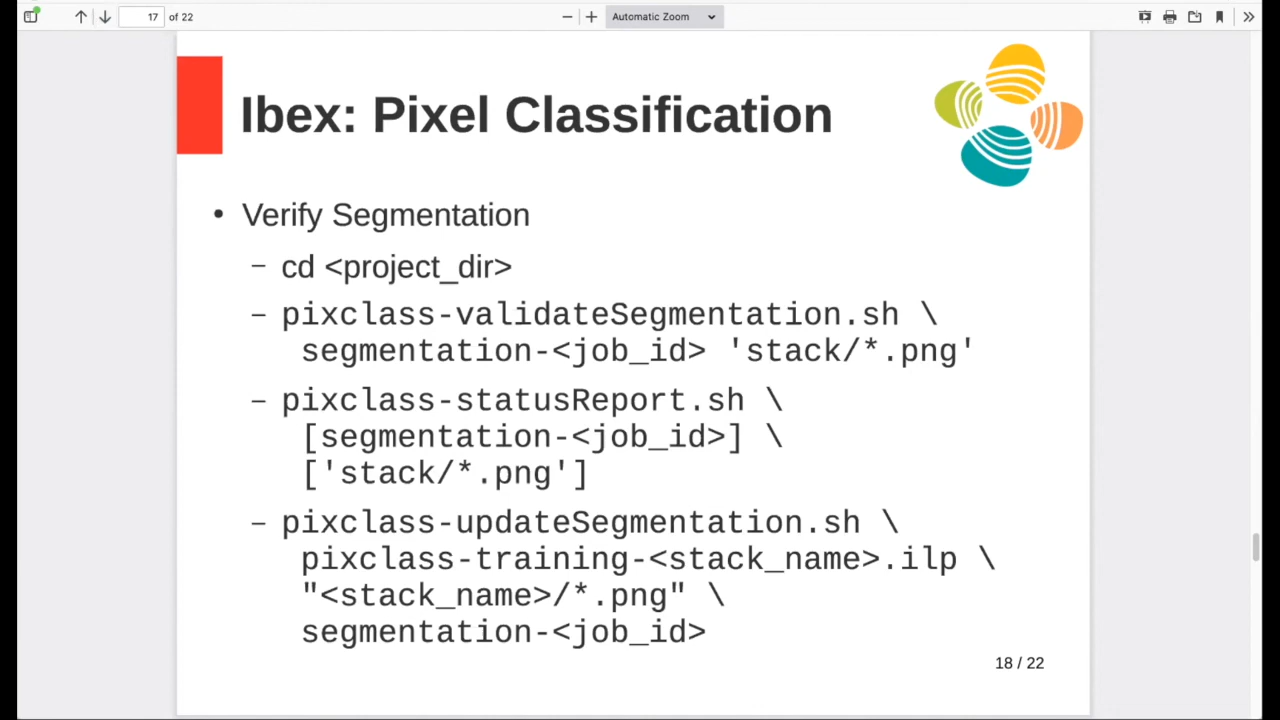 17 of 22
Automatic Zoom
Ibex: Pixel Classification
• Verify Segmentation
– cd <project_dir>
– pixclass-validateSegmentation.sh \
segmentation-<job_id> 'stack/*.png'
– pixclass-statusReport.sh \
[segmentation-<job_id>] \
['stack/*.png']
– pixclass-updateSegmentation.sh \
pixclass-training-<stack_name>.ilp \
"<stack_name>/*.png" \
segmentation-<job_id>
18 / 22